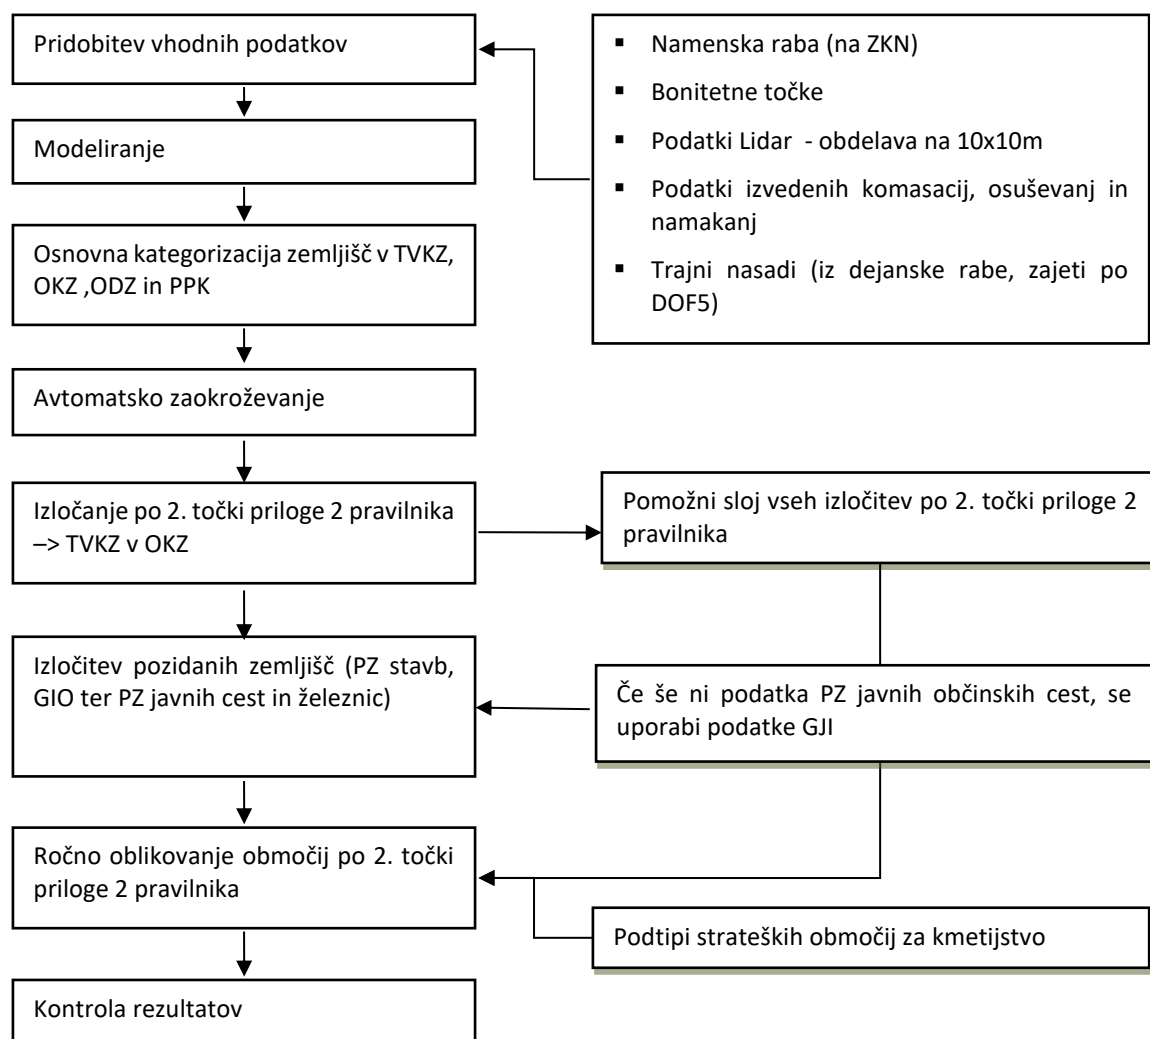 Pridobitev vhodnih podatkov
▪ Namenska raba (na ZKN)
▪ Bonitetne točke
▪ Podatki Lidar - obdelava na 10x10m
▪ Podatki izvedenih komasacij, osuševanj in
namakanj
▪ Trajni nasadi (iz dejanske rabe, zajeti po
DOF5)
Modeliranje
Osnovna kategorizacija zemljišč v TVKZ,
OKZ ,ODZ in PPK
Avtomatsko zaokroževanje
Izločanje po 2. točki priloge 2 pravilnika
–> TVKZ v OKZ
Pomožni sloj vseh izločitev po 2. točki priloge 2
pravilnika
Izločitev pozidanih zemljišč (PZ stavb,
GIO ter PZ javnih cest in železnic)
Če še ni podatka PZ javnih občinskih cest, se
uporabi podatke GJI
Ročno oblikovanje območij po 2. točki
priloge 2 pravilnika
Podtipi strateških območij za kmetijstvo
Kontrola rezultatov